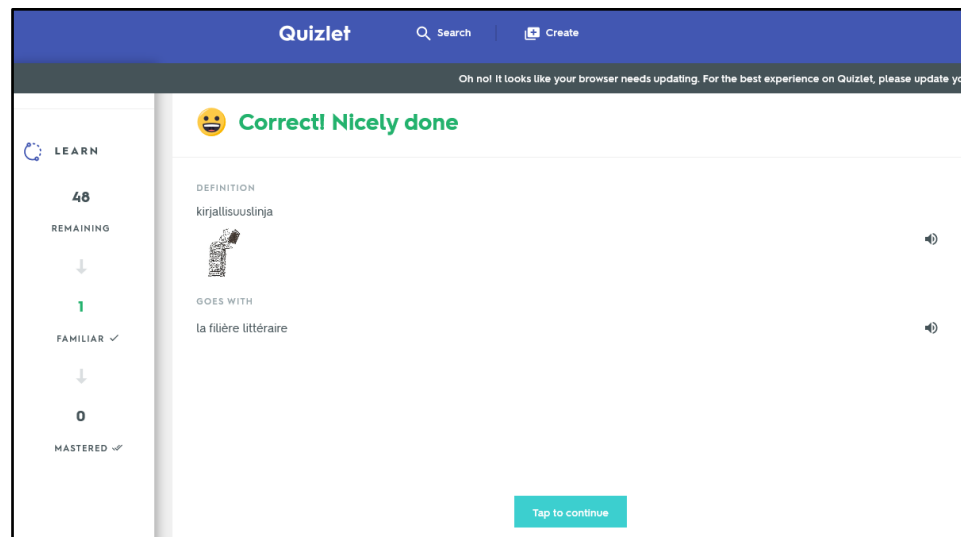 Quizlet Search Create
Oh no! It looks like your browser needs updating. For the best experience on Quizlet, please update
Correct! Nicely done
LEARN
48
REMAINING
1
FAMILIAR
0
MASTERED
DEFINITION
kirjallisuuslinja
GOES WITH
la filière littéraire
Tap to continue